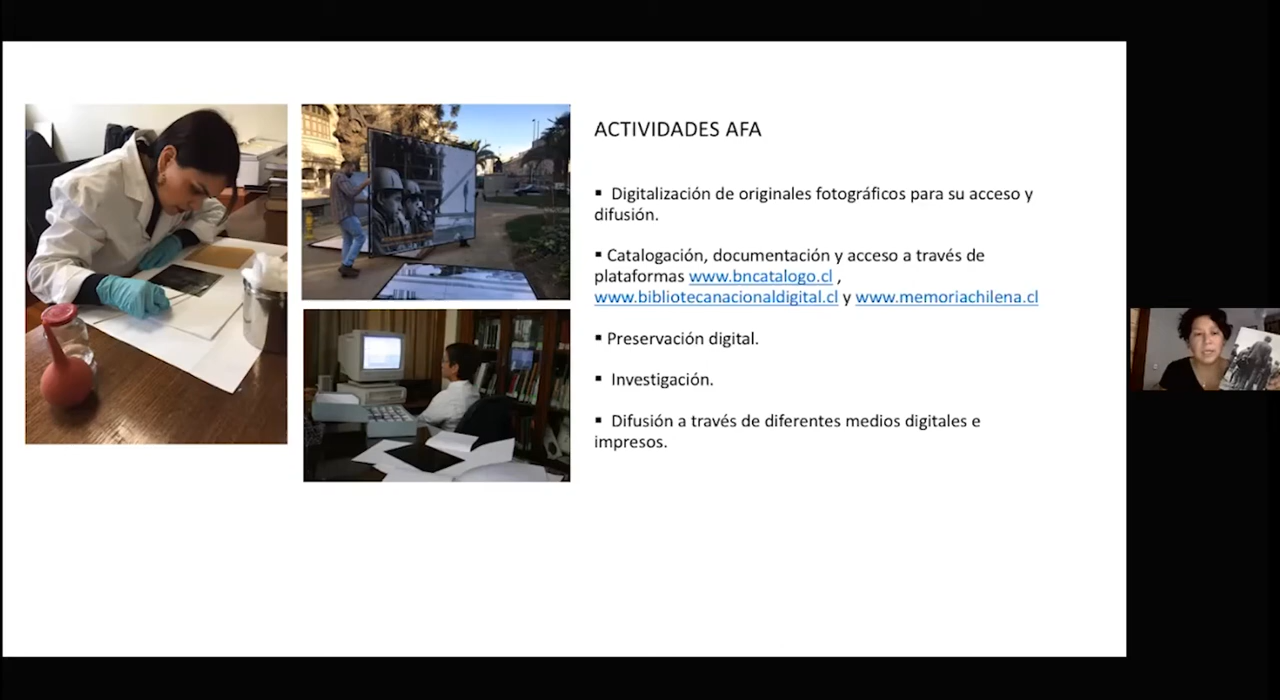 ACTIVIDADES AFA
▪ Digitalización de originales fotográficos para su acceso y
difusión.
▪ Catalogación, documentación y acceso a través de
plataformas www.bncatalogo.cl ,
www.bibliotecanacionaldigital.cl y www.memoriachilena.cl
▪ Preservación digital.
▪ Investigación.
▪ Difusión a través de diferentes medios digitales e
impresos.